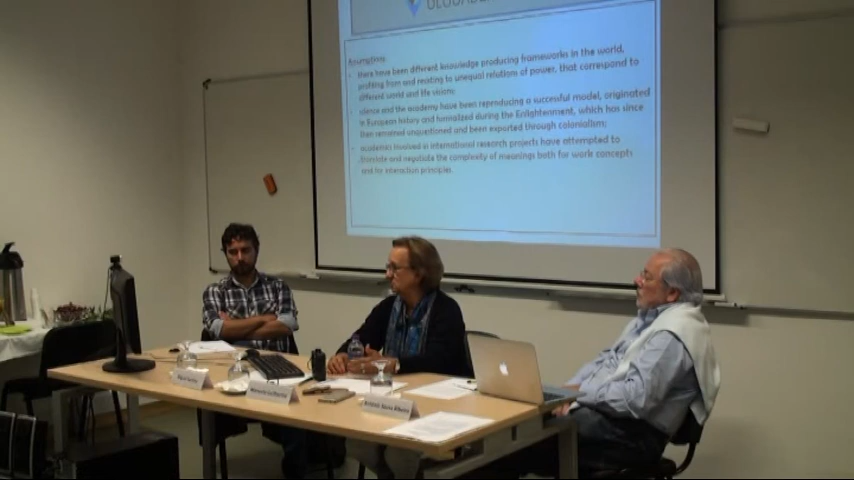 Assumptions
• there have been different knowledge producing frameworks in the world,
profiting from and reacting to unequal relations of power, that correspond to
different world and life visions;
• science and the academy have been reproducing a successful model, originated
in European history and formalized during the Enlightenment, which has since
then remained unquestioned and been exported through colonialism;
• academics involved in international research projects have attempted to
translate and negotiate the complexity of meanings both for work concepts
and for interaction principles.